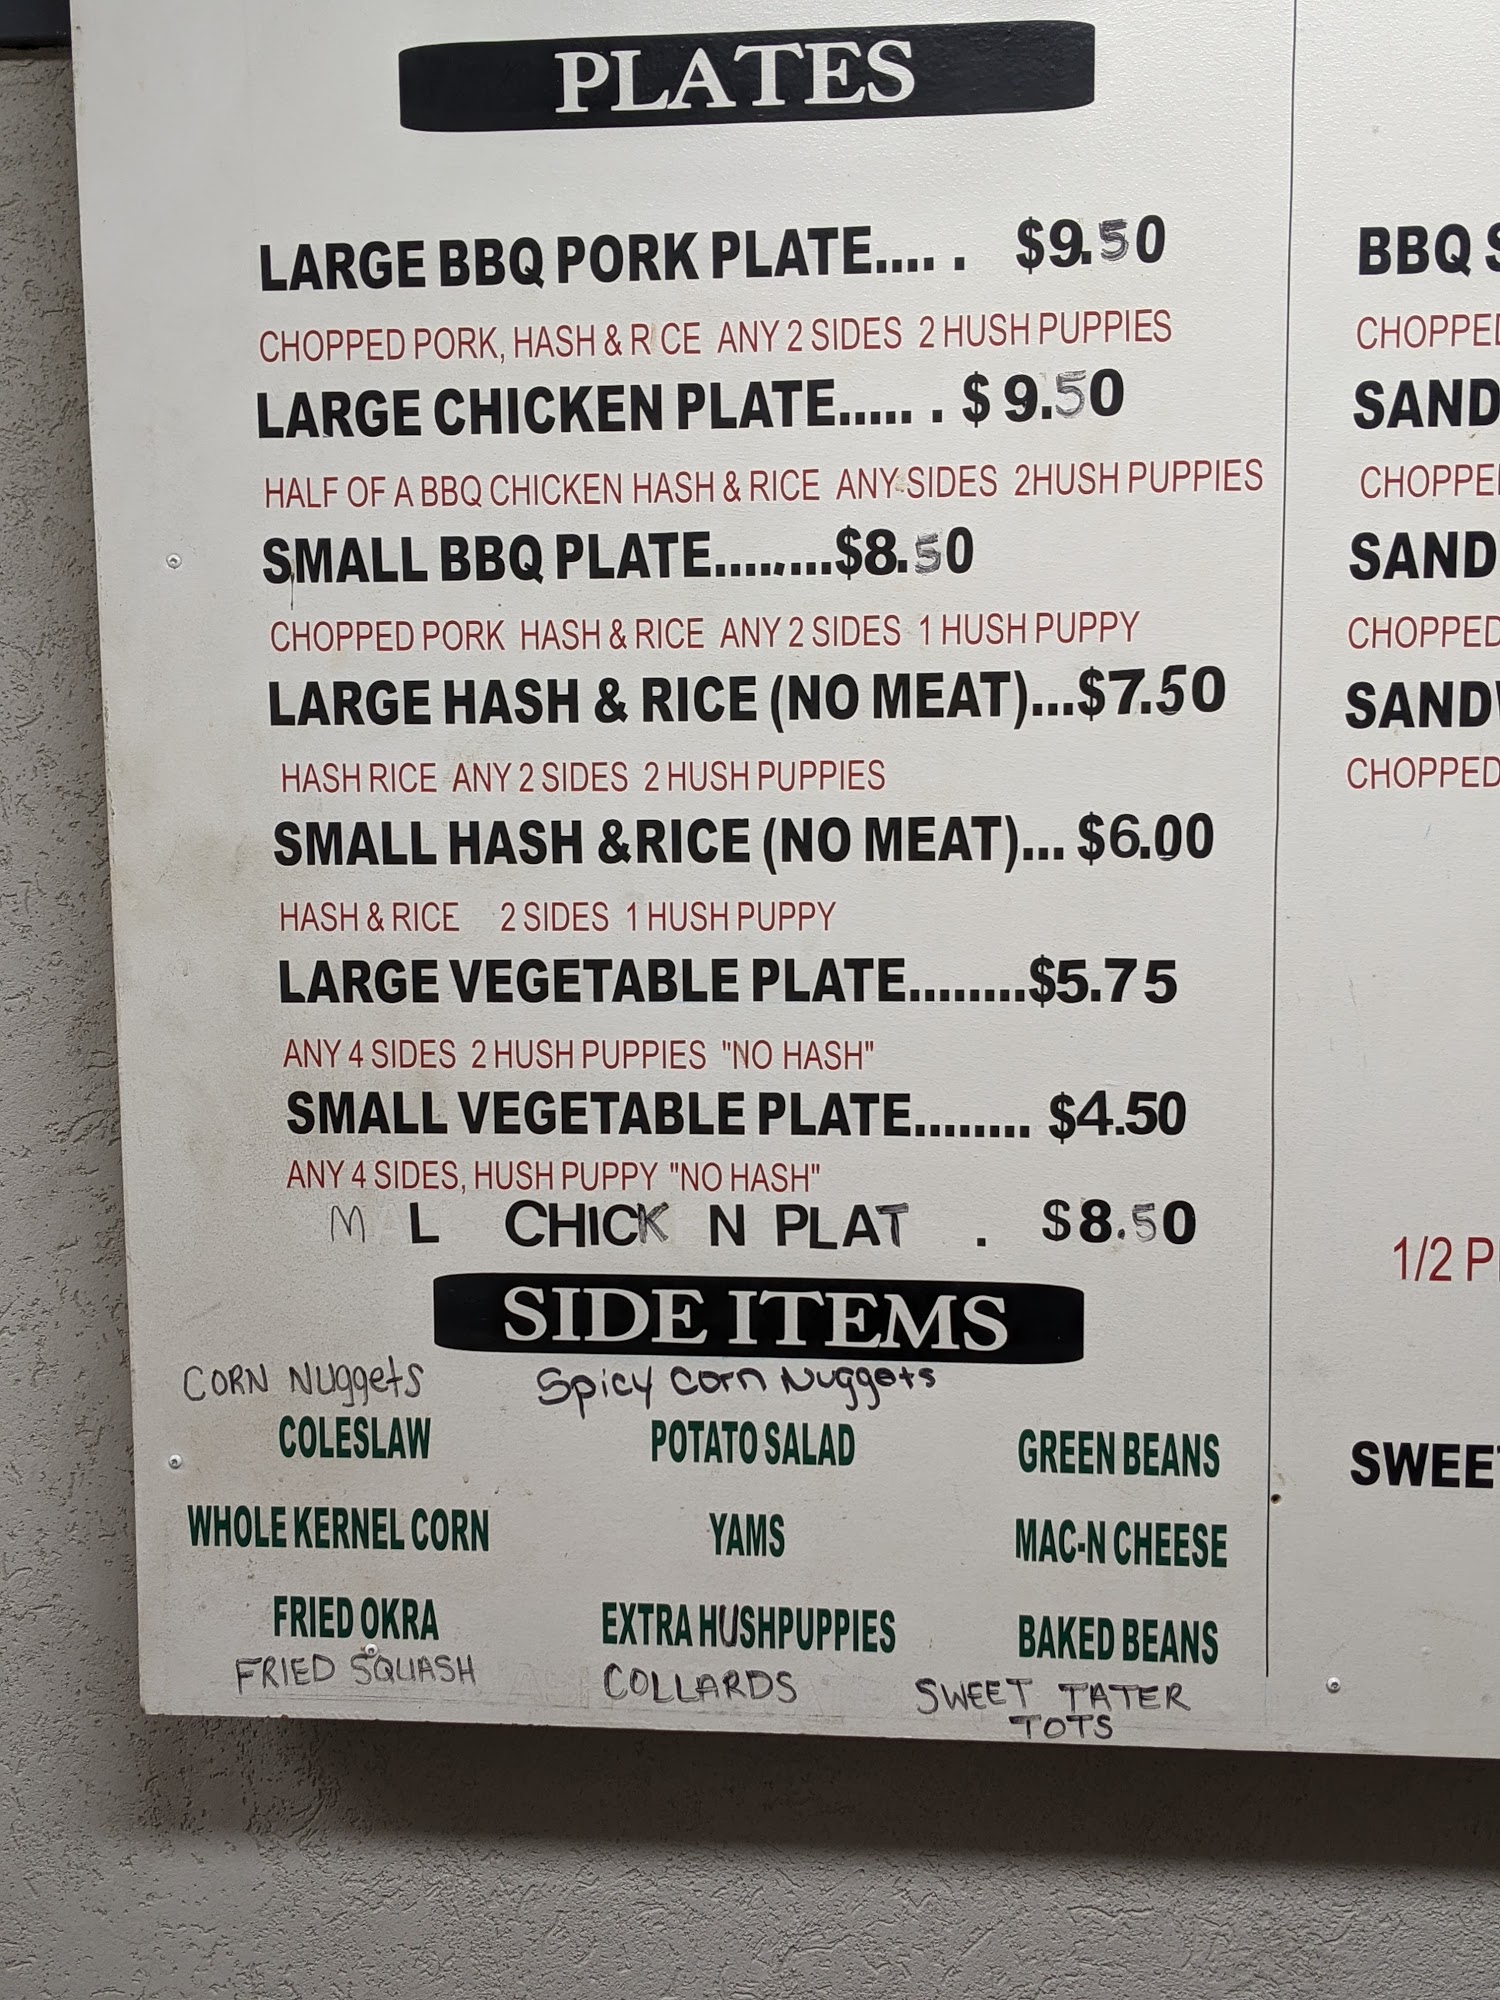 PLATES
LARGE BBQ PORK PLATE.... . $9.50
CHOPPED PORK, HASH & R CE ANY 2 SIDES 2 HUSH PUPPIES
LARGE CHICKEN PLATE..... . $ 9.50
HALF OF A BBQ CHICKEN HASH & RICE ANY SIDES 2HUSH PUPPIES
SMALL BBQ PLATE.........$8.50
CHOPPED PORK HASH & RICE ANY 2 SIDES 1 HUSH PUPPY
LARGE HASH & RICE (NO MEAT)...$7.50
HASH RICE ANY 2 SIDES 2 HUSH PUPPIES
SMALL HASH &RICE (NO MEAT)... $6.00
HASH & RICE 2 SIDES 1 HUSH PUPPY
LARGE VEGETABLE PLATE........$5.75
ANY 4 SIDES 2 HUSH PUPPIES "NO HASH"
SMALL VEGETABLE PLATE........ $4.50
ANY 4 SIDES, HUSH PUPPY "NO HASH"
M L CHICK N PLAT . $8.50
SIDE ITEMS
CORN NuggetS Spicy Corn Nuggets
COLESLAW POTATO SALAD GREEN BEANS
WHOLE KERNEL CORN YAMS MAC-N CHEESE
FRIED OKRA EXTRA HUSHPUPPIES BAKED BEANS
FRIED SQUASH COLLARDS SWEET TATER
TOTS
BBQ S
CHOPPED
SAND
CHOPPE
SAND
CHOPPED
SAND
CHOPPED
1/2 P
SWEE